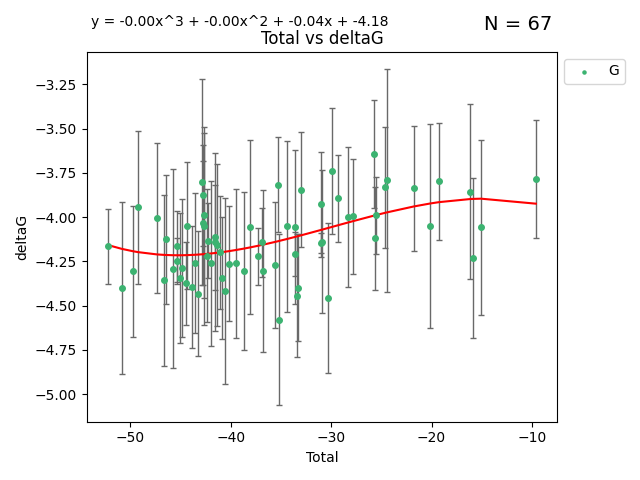 y = -0.00x^3 + -0.00x^2 + -0.04x + -4.18
N = 67
Total vs deltaG
G
−3.25
−3.50
−3.75
−4.00
−4.25
−4.50
−4.75
−5.00
deltaG
−50
−40
−30
−20
−10
Total